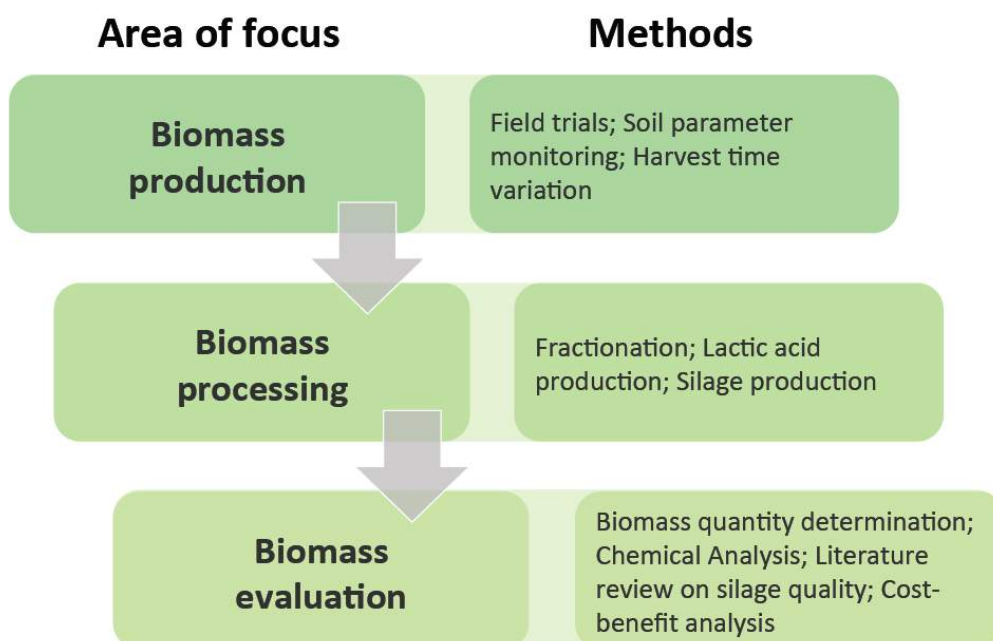 Area of focus
Methods
Biomass
production
Field trials; Soil parameter
monitoring; Harvest time
variation
Biomass
processing
Fractionation; Lactic acid
production; Silage production
Biomass
evaluation
Biomass quantity determination;
Chemical Analysis; Literature
review on silage quality; Cost-
benefit analysis